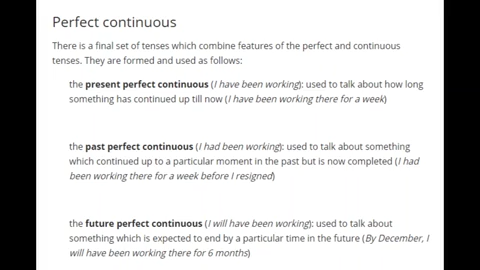 Perfect continuous
There is a final set of tenses which combine features of the perfect and continuous
tenses. They are formed and used as follows:
the present perfect continuous (I have been working): used to talk about how long
something has continued up till now (I have been working there for a week)
the past perfect continuous (I had been working): used to talk about something
which continued up to a particular moment in the past but is now completed (I had
been working there for a week before I resigned)
the future perfect continuous (I will have been working): used to talk about
something which is expected to end by a particular time in the future (By December, I
will have been working there for 6 months)